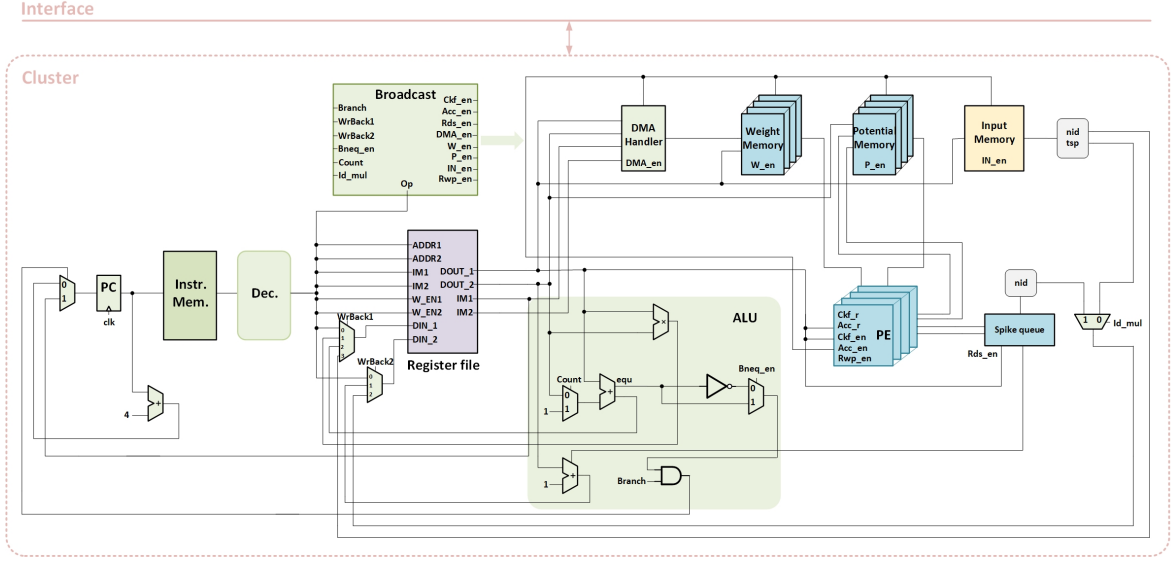 Interface
Cluster
Broadcast
Branch
WrBack1
WrBack2
Bneq_en
Count
Id_mul
Ckf_en
Acc_en
Rds_en
DMA_en
W_en
P_en
IN_en
Rwp_en
Op
DMA
Handler
DMA_en
Weight
Memory
W_en
Potential
Memory
P_en
Input
Memory
IN_en
nid
tsp
0
1
PC
clk
Instr.
Mem.
Dec.
ADDR1
ADDR2
IM1
IM2
W_EN1
W_EN2
DIN_1
DIN_2
DOUT_1
DOUT_2
IM1
IM2
Register file
WrBack1
0
1
2
3
WrBack2
0
1
2
4
+
ALU
×
Count
0
1
1
+
equ
Bneq_en
0
1
+
1
Branch
Ckf_r
Acc_r
Ckf_en
Acc_en
Rwp_en
PE
nid
Spike queue
Rds_en
1 0
Id_mul